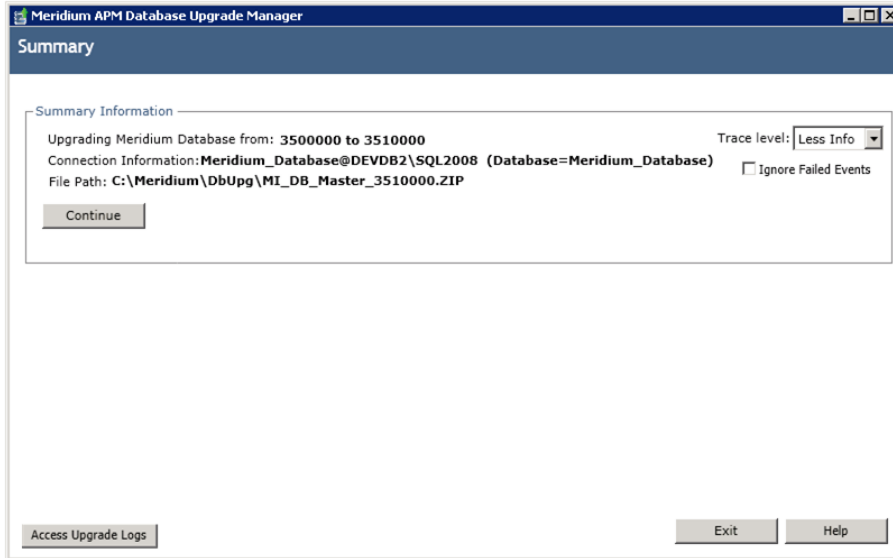 Meridium APM Database Upgrade Manager
Summary
Summary Information
Upgrading Meridium Database from: 3500000 to 3510000
Trace level: Less Info
Connection Information:Meridium_Database@DEVDB2\SQL2008 (Database=Meridium_Database)
Ignore Failed Events
File Path: C:\Meridium\DbUpg\MI_DB_Master_3510000.ZIP
Continue
Access Upgrade Logs
Exit
Help